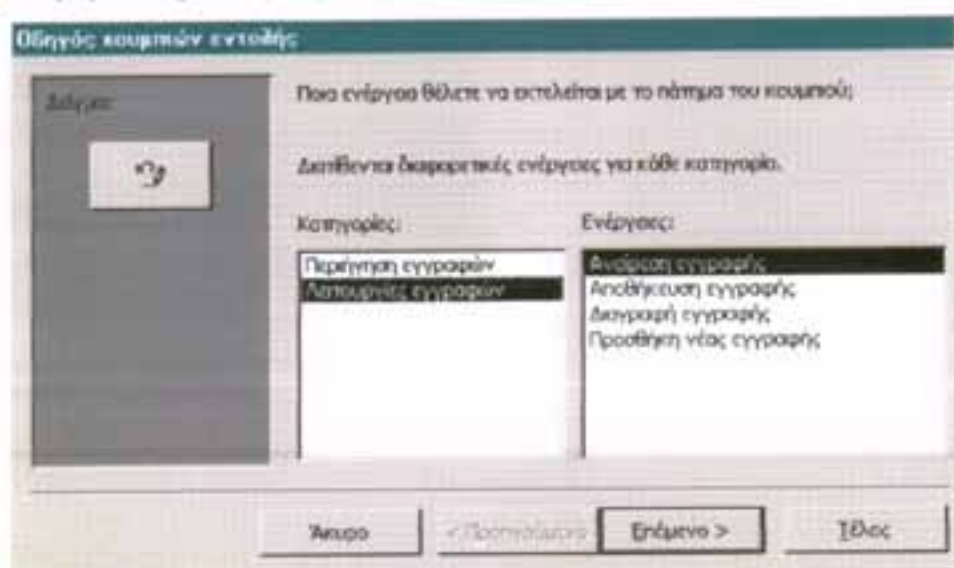 Οδηγός κουμπιών εντολής
Δείγμα:
Ποια ενέργεια θέλετε να εκτελείται με το πάτημα του κουμπιού;
Διατίθενται διαφορετικές ενέργειες για κάθε κατηγορία.
Κατηγορίες:
Ενέργειες:
Περιήγηση εγγραφών
Λειτουργίες εγγραφών
Αναίρεση εγγραφής
Αποθήκευση εγγραφής
Διαγραφή εγγραφής
Προσθήκη νέας εγγραφής
Άκυρο
< Προηγούμενο
Επόμενο >
Τέλος